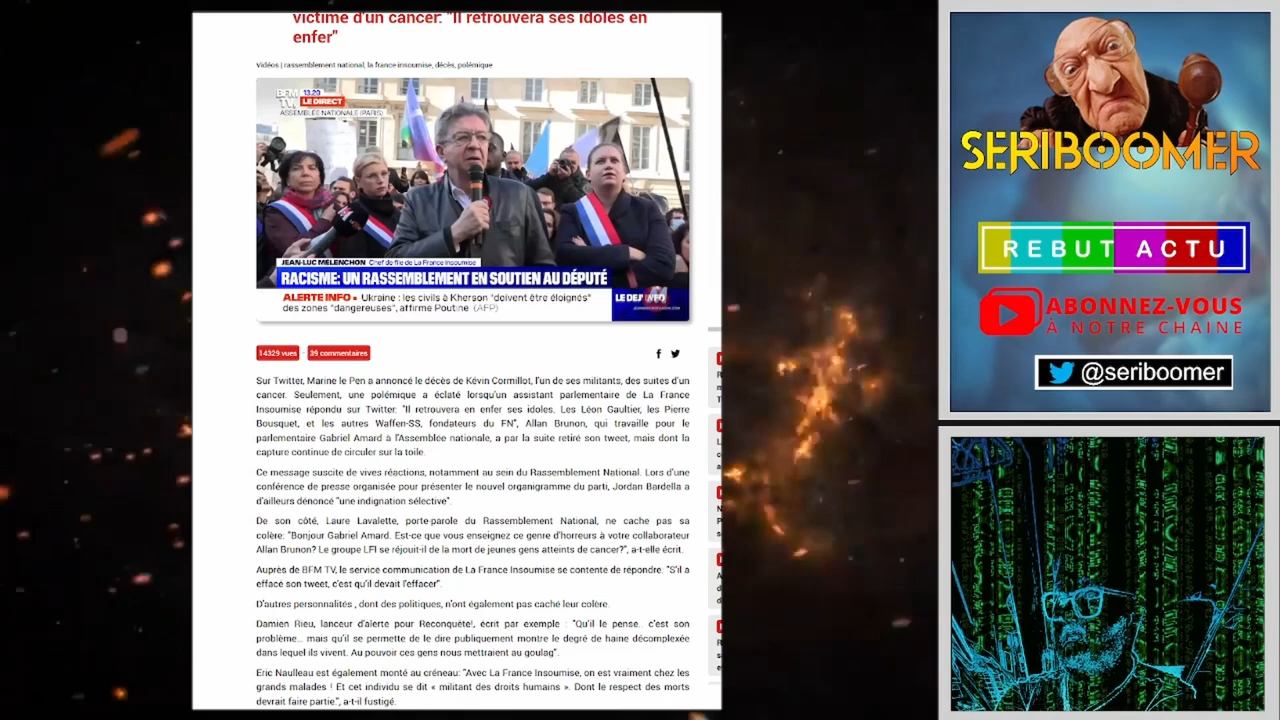 victime d'un cancer: "Il retrouvera ses idoles en
enfer"
Vidéos | rassemblement national, la france insoumise, décès, polémique
BFM
TV.
13.20
LE DIRECT
ASSEMBLÉE NATIONALE (PARIS)
JEAN-LUC MÉLENCHON Chef de file de La France Insoumise
RACISME: UN RASSEMBLEMENT EN SOUTIEN AU DÉPUTÉ
ALERTE INFO • Ukraine : les civils à Kherson "doivent être éloignés"
des zones "dangereuses", affirme Poutine (AFP)
14329 vues - 39 commentaires
Sur Twitter, Marine le Pen a annoncé le décès de Kévin Cormillot, l'un de ses militants, des suites d'un
cancer. Seulement, une polémique a éclaté lorsqu'un assistant parlementaire de La France
Insoumise répondu sur Twitter: "Il retrouvera en enfer ses idoles. Les Léon Gaultier, les Pierre
Bousquet, et les autres Waffen-SS, fondateurs du FN", Allan Brunon, qui travaille pour le
parlementaire Gabriel Amard à l'Assemblée nationale, a par la suite retiré son tweet, mais dont la
capture continue de circuler sur la toile.
Ce message suscite de vives réactions, notamment au sein du Rassemblement National. Lors d'une
conférence de presse organisée pour présenter le nouvel organigramme du parti, Jordan Bardella a
d'ailleurs dénoncé "une indignation sélective".
De son côté, Laure Lavalette, porte-parole du Rassemblement National, ne cache pas sa
colère: "Bonjour Gabriel Amard. Est-ce que vous enseignez ce genre d'horreurs à votre collaborateur
Allan Brunon? Le groupe LFI se réjouit-il de la mort de jeunes gens atteints de cancer?", a-t-elle écrit.
Auprès de BFM TV, le service communication de La France Insoumise se contente de répondre. "S'il a
effacé son tweet, c'est qu'il devait l'effacer".
D'autres personnalités , dont des politiques, n'ont également pas caché leur colère.
Damien Rieu, lanceur d'alerte pour Reconquête!, écrit par exemple : "Qu'il le pense.. c'est son
problème... mais qu'il se permette de le dire publiquement montre le degré de haine décomplexée
dans lequel ils vivent. Au pouvoir ces gens nous mettraient au goulag".
Eric Naulleau est également monté au créneau: "Avec La France Insoumise, on est vraiment chez les
grands malades ! Et cet individu se dit « militant des droits humains ». Dont le respect des morts
devrait faire partie.", a-t-il fustigé.
SERIBOOMER
REBUT ACTU
ABONNEZ-VOUS
À NOTRE CHAINE
@seriboomer